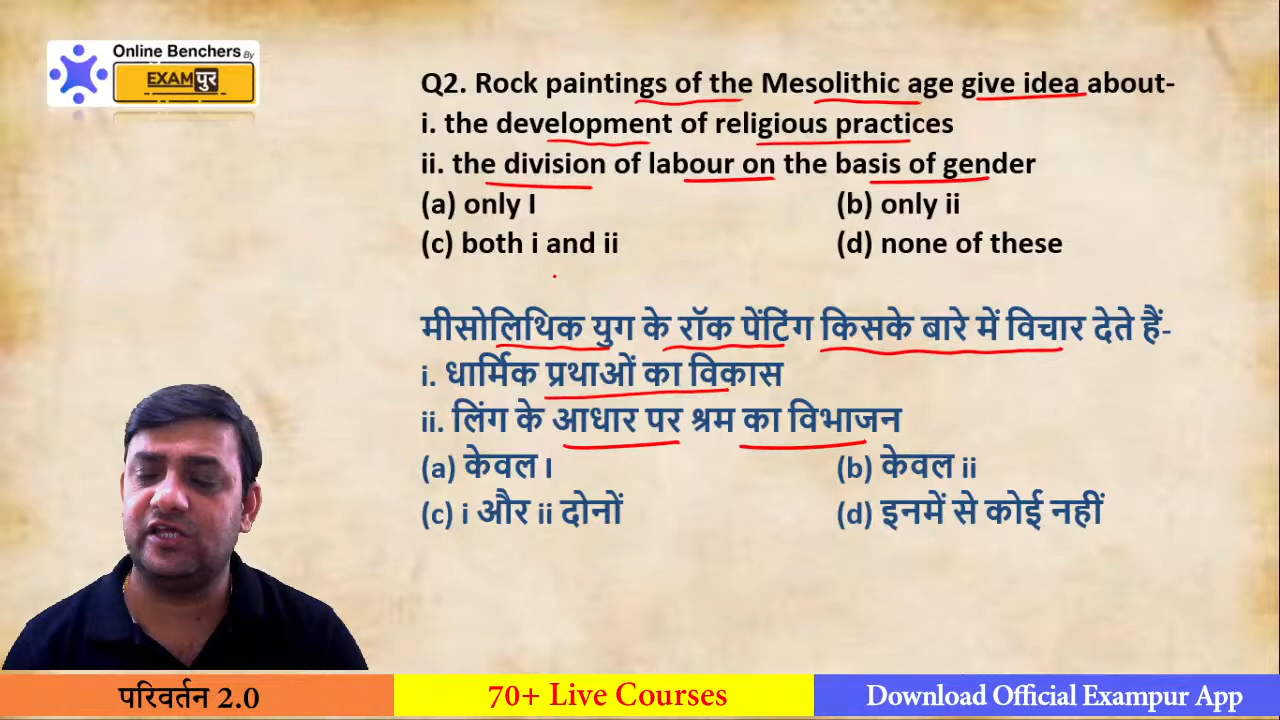 Online Benchers By
EXAMपुर
Q2. Rock paintings of the Mesolithic age give idea about-
i. the development of religious practices
ii. the division of labour on the basis of gender
(a) only I (b) only ii
(c) both i and ii (d) none of these
मीसोलिथिक युग के रॉक पेंटिंग किसके बारे में विचार देते हैं-
i. धार्मिक प्रथाओं का विकास
ii. लिंग के आधार पर श्रम का विभाजन
(a) केवल I (b) केवल ii
(c) i और ii दोनों (d) इनमें से कोई नहीं
परिवर्तन 2.0 70+ Live Courses Download Official Exampur App